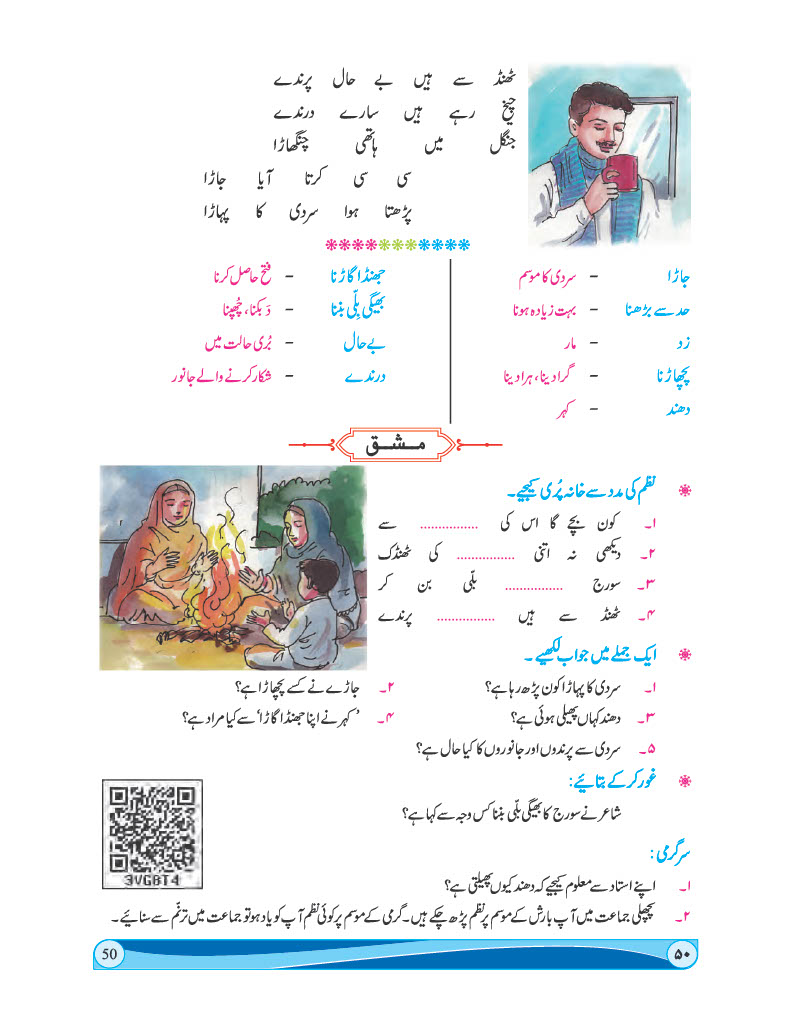 ٹھنڈ سے ہیں بے حال پرندے
چیخ رہے ہیں سارے درندے
جنگل میں ہاتھی چنگھاڑا
سی سی کرتا آیا جاڑا
پڑھتا ہوا سردی کا پہاڑا
جاڑا – سردی کا موسم
حد سے بڑھنا – بہت زیادہ ہونا
زد – مار
پچھاڑنا – گرا دینا، ہرا دینا
دھند – کہر
جھنڈا گاڑنا – فتح حاصل کرنا
بھیگی بلّی بننا – دَبکنا، چُھپنا
بے حال – بُری حالت میں
درندے – شکار کرنے والے جانور
مشق
نظم کی مدد سے خانہ پُری کیجیے۔
۱۔ کون بچے گا اس کی ................ سے
۲۔ دیکھی نہ اتنی ................ کی ٹھنڈک
۳۔ سورج ................ بلّی بن کر
۴۔ ٹھنڈ سے ہیں ................ پرندے
ایک جملے میں جواب لکھیے۔
۱۔ سردی کا پہاڑا کون پڑھ رہا ہے؟
۲۔ جاڑے نے کسے پچھاڑا ہے؟
۳۔ دھند کہاں پھیلی ہوئی ہے؟
۴۔ ’کہر نے اپنا جھنڈا گاڑا‘ سے کیا مراد ہے؟
۵۔ سردی سے پرندوں اور جانوروں کا کیا حال ہے؟
غور کر کے بتائیے:
شاعر نے سورج کا بھیگی بلّی بننا کس وجہ سے کہا ہے؟
3VGBT4
سرگرمی:
۱۔ اپنے استاد سے معلوم کیجیے کہ دھند کیوں پھیلتی ہے؟
۲۔ پچھلی جماعت میں آپ بارش کے موسم پر نظم پڑھ چکے ہیں۔ گرمی کے موسم پر کوئی نظم آپ کو یاد ہو تو جماعت میں ترنّم سے سنائیے۔
50
۵۰